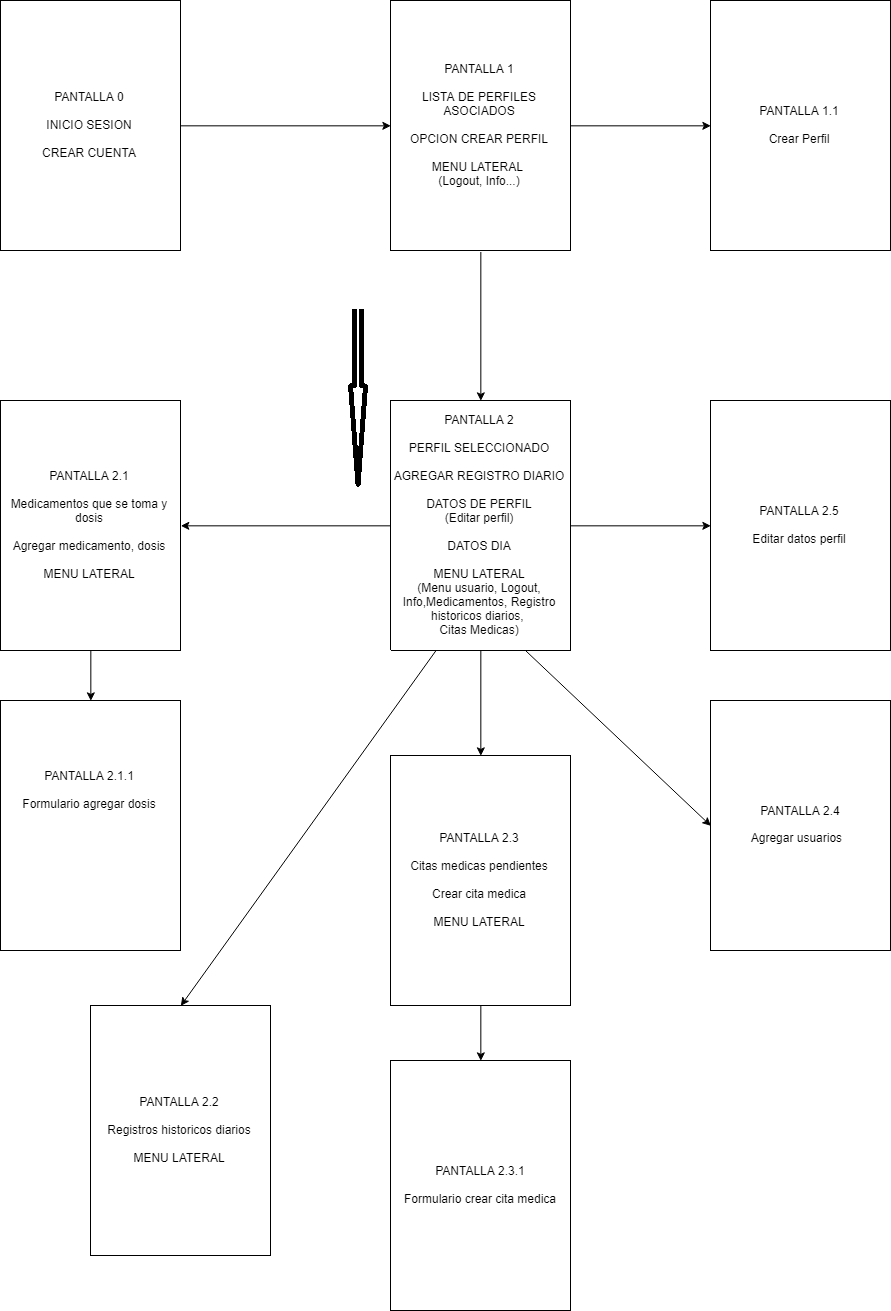 PANTALLA 0
INICIO SESION
CREAR CUENTA
PANTALLA 1
LISTA DE PERFILES
ASOCIADOS
OPCION CREAR PERFIL
MENU LATERAL
(Logout, Info...)
PANTALLA 1.1
Crear Perfil
PANTALLA 2.1
Medicamentos que se toma y
dosis
Agregar medicamento, dosis
MENU LATERAL
PANTALLA 2
PERFIL SELECCIONADO
AGREGAR REGISTRO DIARIO
DATOS DE PERFIL
(Editar perfil)
DATOS DIA
MENU LATERAL
(Menu usuario, Logout,
Info,Medicamentos, Registro
historicos diarios,
Citas Medicas)
PANTALLA 2.5
Editar datos perfil
PANTALLA 2.1.1
Formulario agregar dosis
PANTALLA 2.3
Citas medicas pendientes
Crear cita medica
MENU LATERAL
PANTALLA 2.4
Agregar usuarios
PANTALLA 2.2
Registros historicos diarios
MENU LATERAL
PANTALLA 2.3.1
Formulario crear cita medica